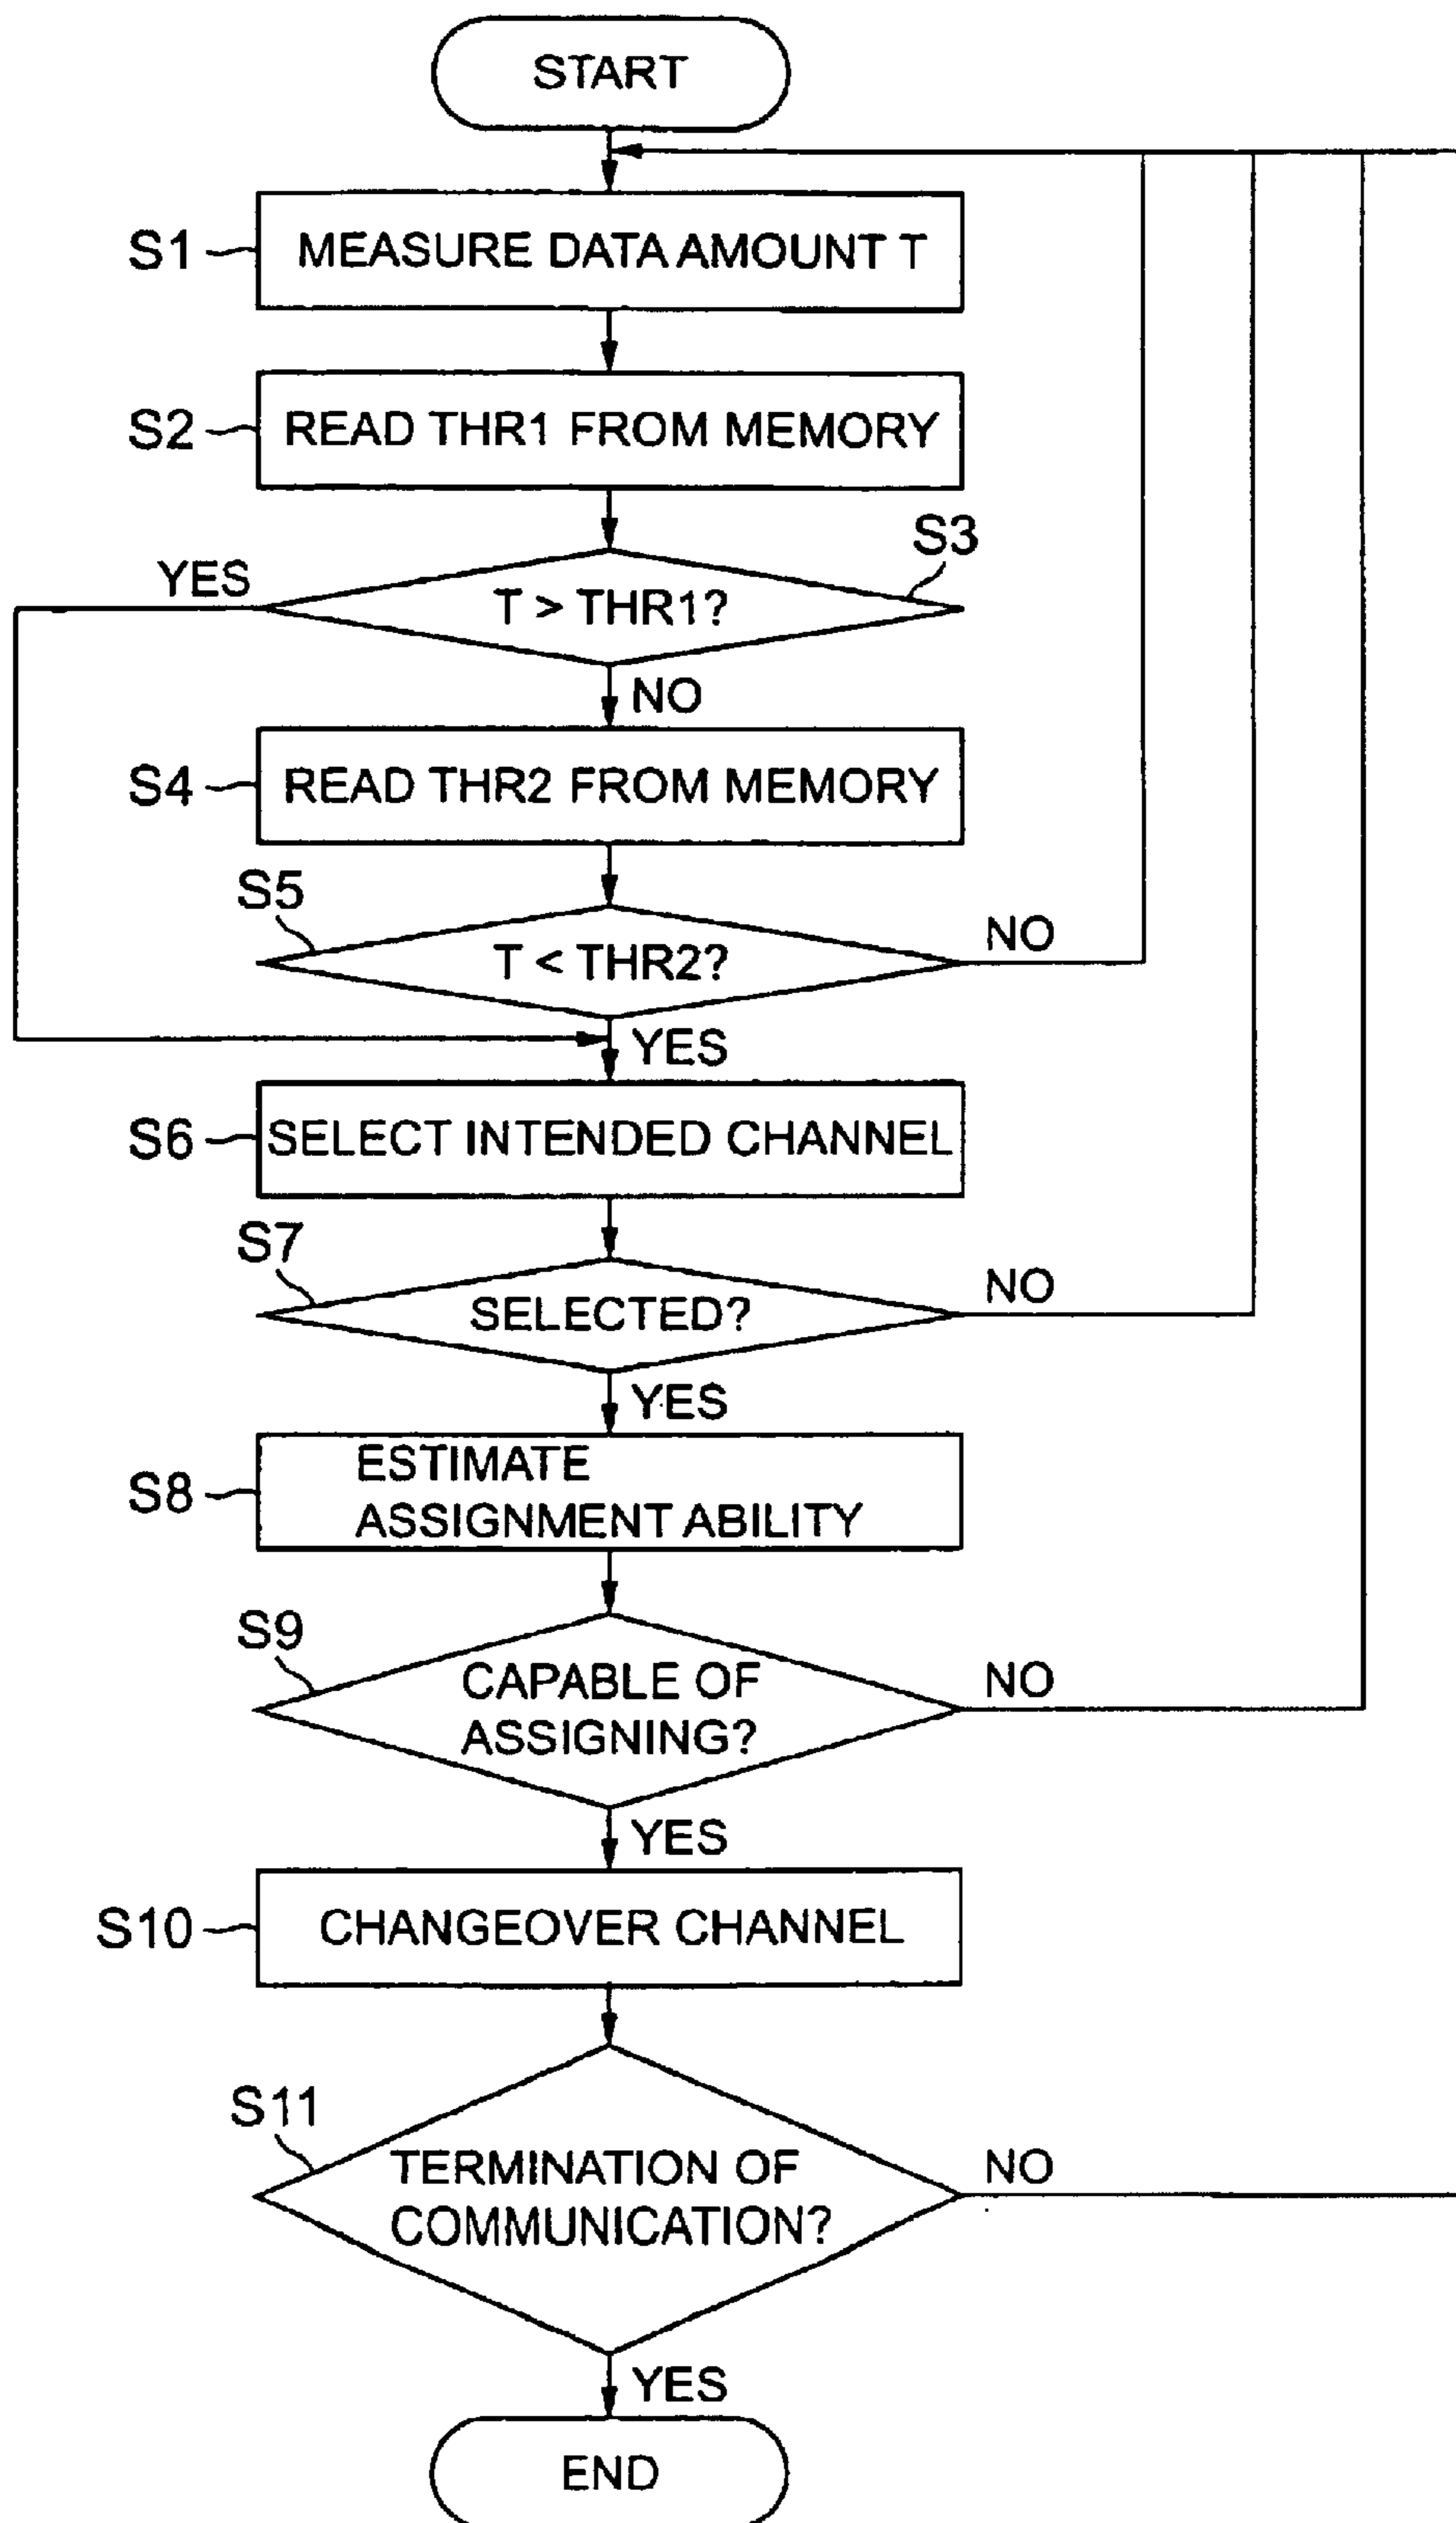 START
S1
MEASURE DATA AMOUNT T
S2
READ THR1 FROM MEMORY
S3
YES
T > THR1?
NO
S4
READ THR2 FROM MEMORY
S5
T < THR2?
NO
YES
S6
SELECT INTENDED CHANNEL
S7
SELECTED?
NO
YES
S8
ESTIMATE
ASSIGNMENT ABILITY
S9
CAPABLE OF
ASSIGNING?
NO
YES
S10
CHANGEOVER CHANNEL
S11
TERMINATION OF
COMMUNICATION?
NO
YES
END